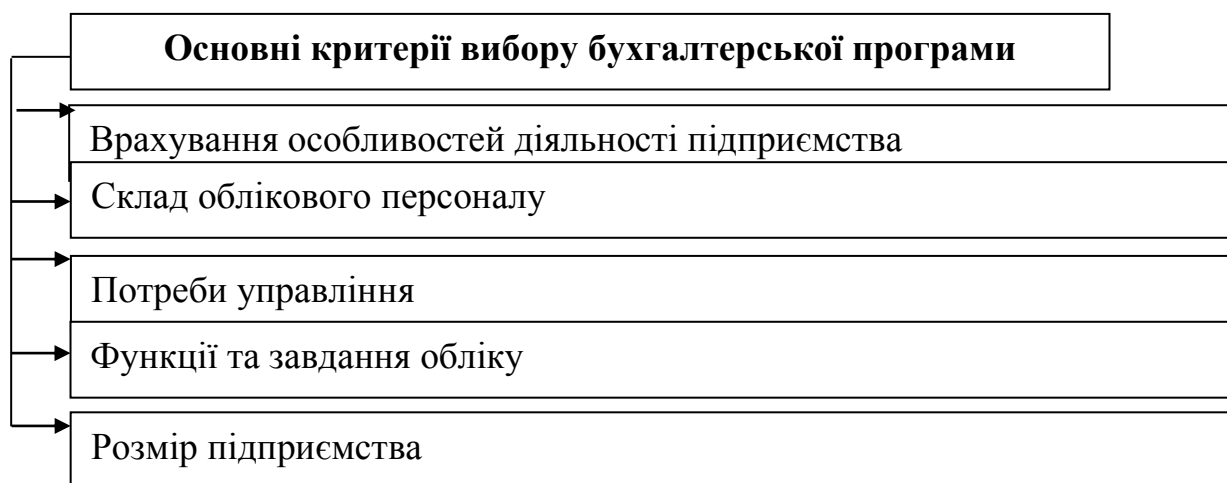 Основні критерії вибору бухгалтерської програми
Врахування особливостей діяльності підприємства
Склад облікового персоналу
Потреби управління
Функції та завдання обліку
Розмір підприємства